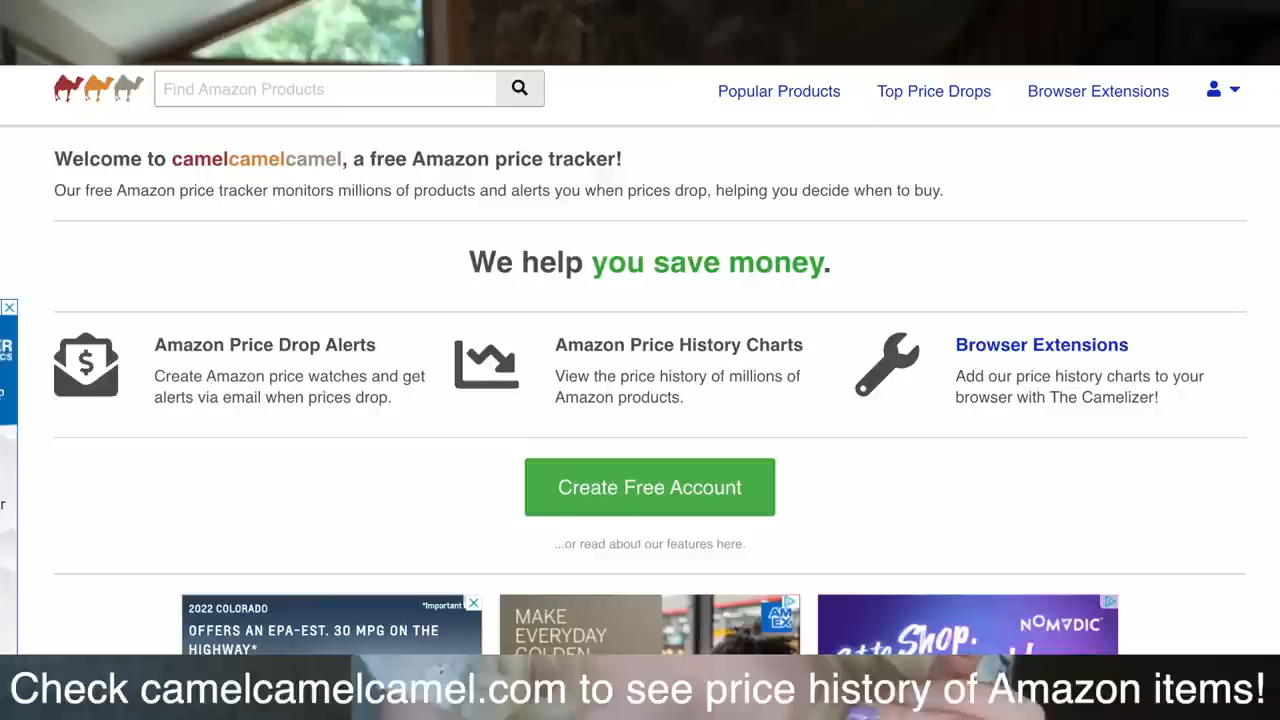 Find Amazon Products
Popular Products
Top Price Drops
Browser Extensions
Welcome to camelcamelcamel, a free Amazon price tracker!
Our free Amazon price tracker monitors millions of products and alerts you when prices drop, helping you decide when to buy.
We help you save money.
Amazon Price Drop Alerts
Create Amazon price watches and get
alerts via email when prices drop.
Amazon Price History Charts
View the price history of millions of
Amazon products.
Browser Extensions
Add our price history charts to your
browser with The Camelizer!
Create Free Account
...or read about our features here.
2022 COLORADO
*Important
OFFERS AN EPA-EST. 30 MPG ON THE
HIGHWAY*
MAKE
EVERYDAY
GOLDEN
AM
EX
Shop.
NOMADIC
Check camelcamelcamel.com to see price history of Amazon items!